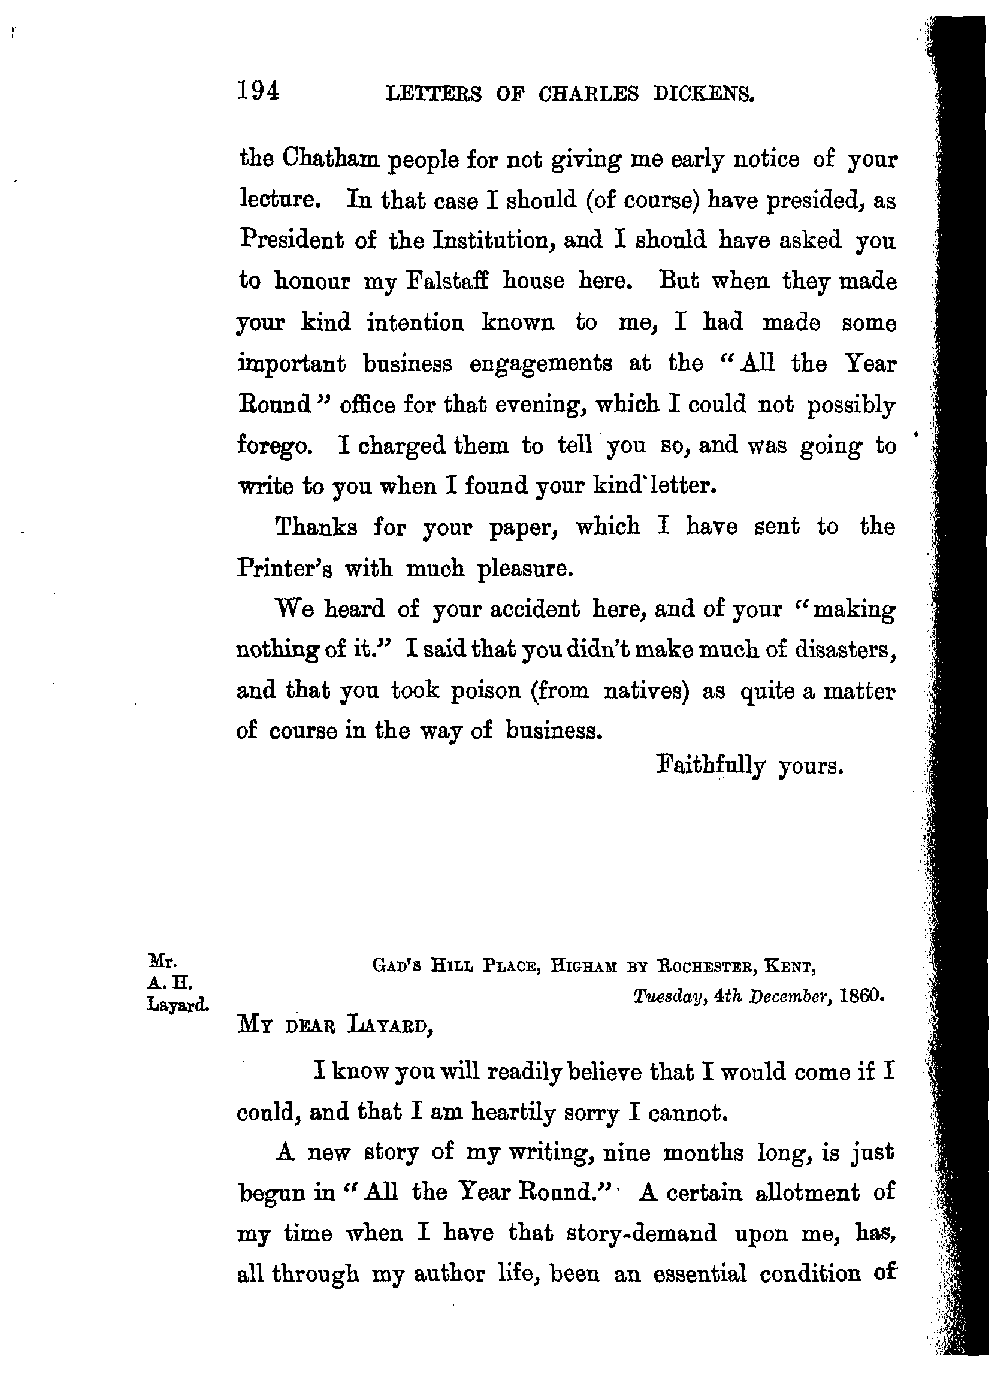 194 LETTERS OF CHARLES DICKENS.
the Chatham people for not giving me early notice of your
lecture. In that case I should (of course) have presided, as
President of the Institution, and I should have asked you
to honour my Falstaff house here. But when they made
your kind intention known to me, I had made some
important business engagements at the “All the Year
Round” office for that evening, which I could not possibly
forego. I charged them to tell you so, and was going to
write to you when I found your kind letter.
Thanks for your paper, which I have sent to the
Printer's with much pleasure.
We heard of your accident here, and of your “making
nothing of it.” I said that you didn't make much of disasters,
and that you took poison (from natives) as quite a matter
of course in the way of business.
Faithfully yours.
Mr.
A. H.
Layard.
GAD'S HILL PLACE, HIGHAM BY ROCHESTER, KENT,
Tuesday, 4th December, 1860.
MY DEAR LAYARD,
I know you will readily believe that I would come if I
could, and that I am heartily sorry I cannot.
A new story of my writing, nine months long, is just
begun in “All the Year Round.” A certain allotment of
my time when I have that story-demand upon me, has,
all through my author life, been an essential condition of